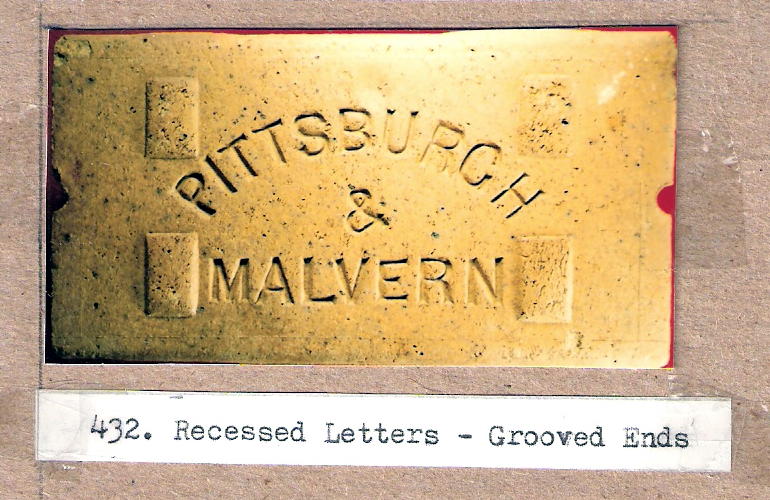 PITTSBURGH
&
MALVERN
432. Recessed Letters - Grooved Ends